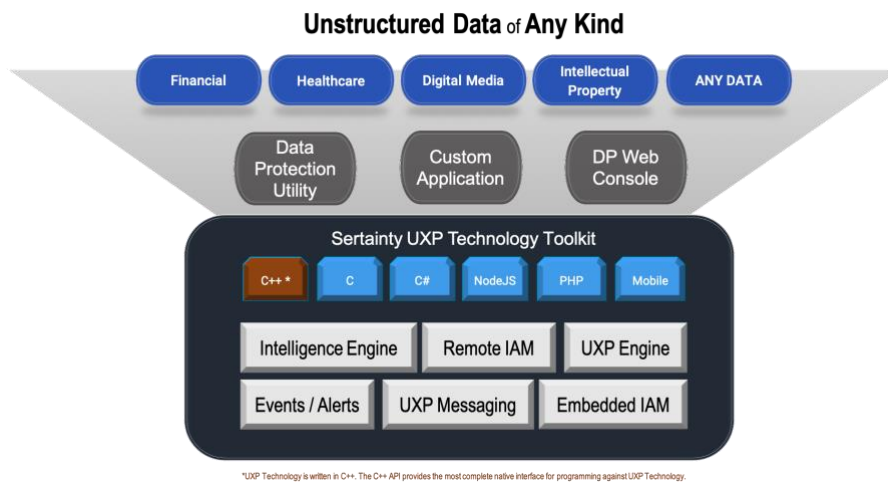 Unstructured Data of Any Kind
Financial
Healthcare
Digital Media
Intellectual
Property
ANY DATA
Data
Protection
Utility
Custom
Application
DP Web
Console
Sertainty UXP Technology Toolkit
C++ *
C
C#
NodeJS
PHP
Mobile
Intelligence Engine
Remote IAM
UXP Engine
Events / Alerts
UXP Messaging
Embedded IAM
*UXP Technology is written in C++. The C++ API provides the most complete native interface for programming against UXP Technology.